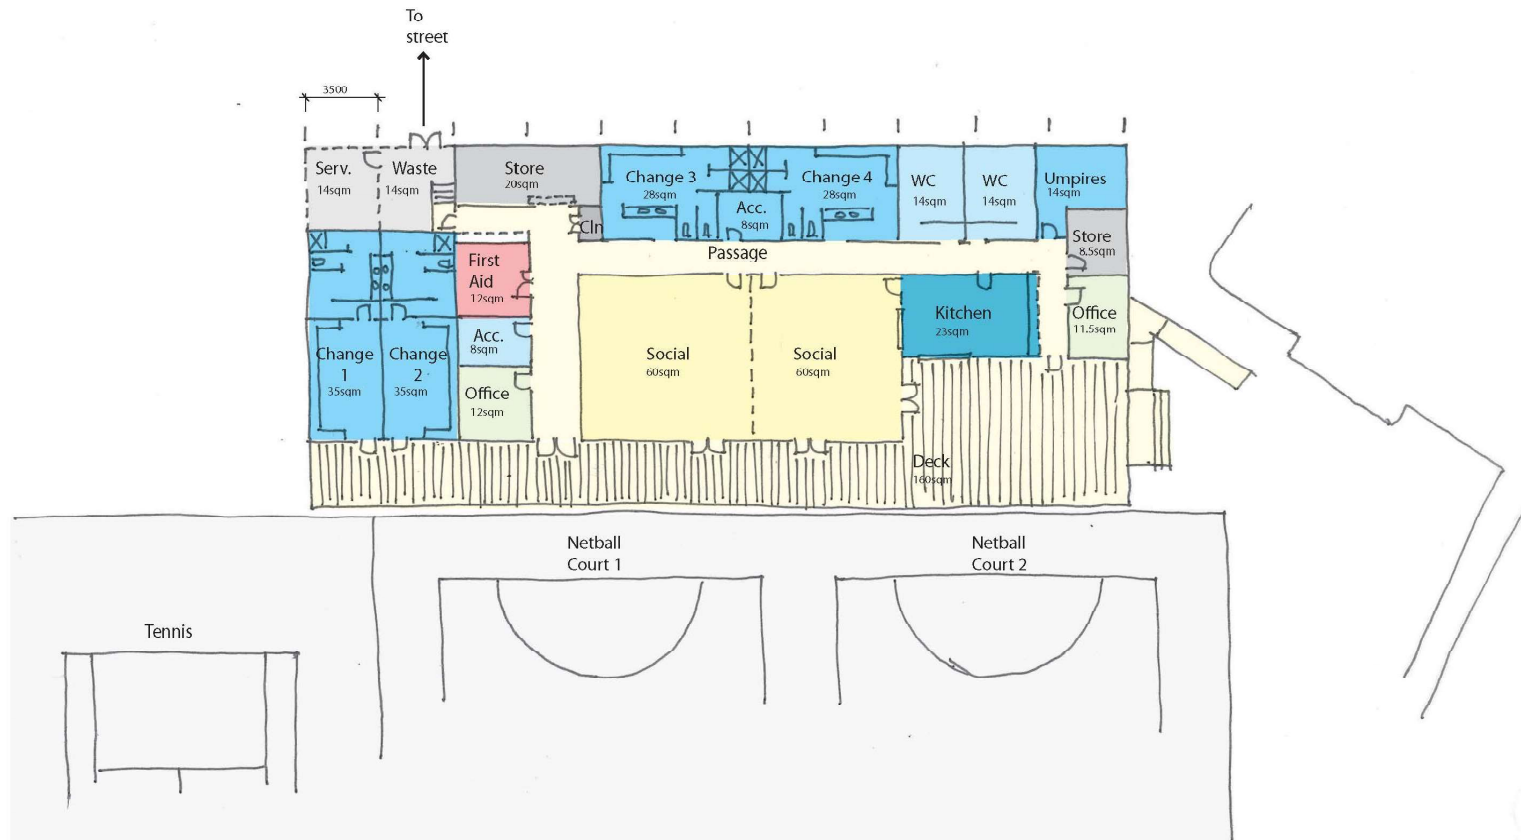 To
street
3500
Serv.
14sqm
Waste
14sqm
Store
20sqm
Change 3
28sqm
Change 4
28sqm
Acc.
8sqm
WC
14sqm
WC
14sqm
Umpires
14sqm
Cln
Store
8.5sqm
Passage
First
Aid
12sqm
Acc.
8sqm
Office
12sqm
Change
1
35sqm
Change
2
35sqm
Social
60sqm
Social
60sqm
Kitchen
23sqm
Office
11.5sqm
Deck
160sqm
Netball
Court 1
Netball
Court 2
Tennis